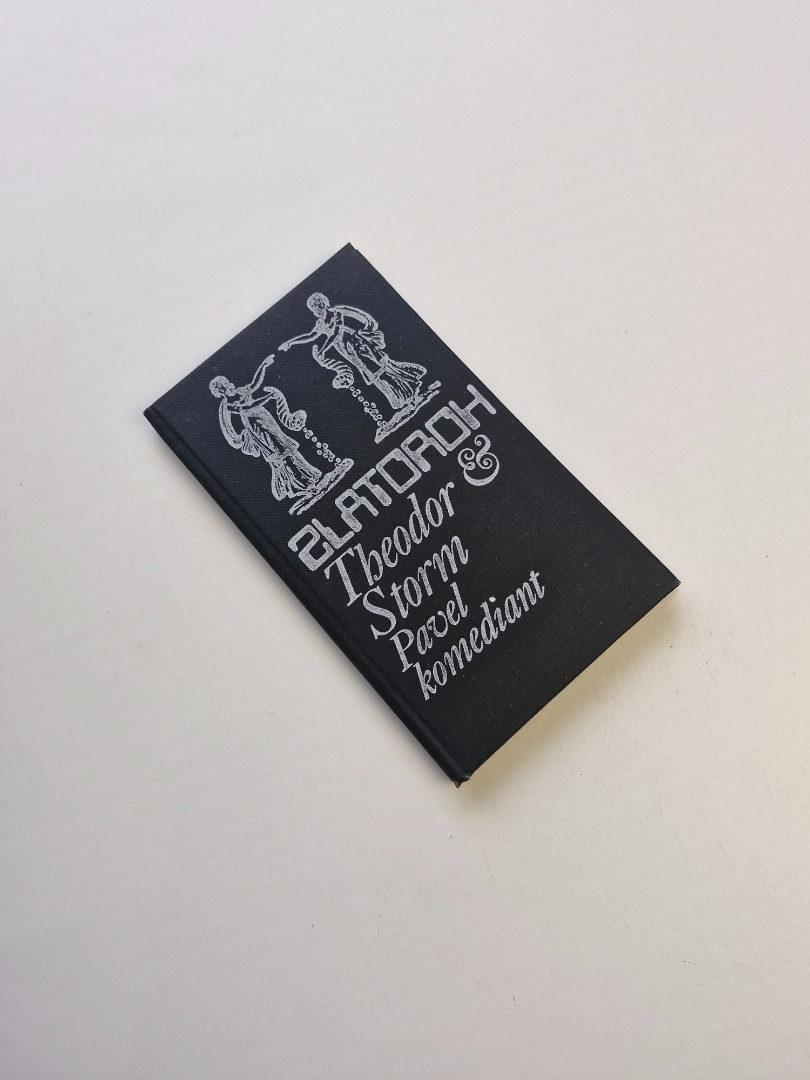 ZLATOROH
Theodor &
Storm
Pavel
komediant